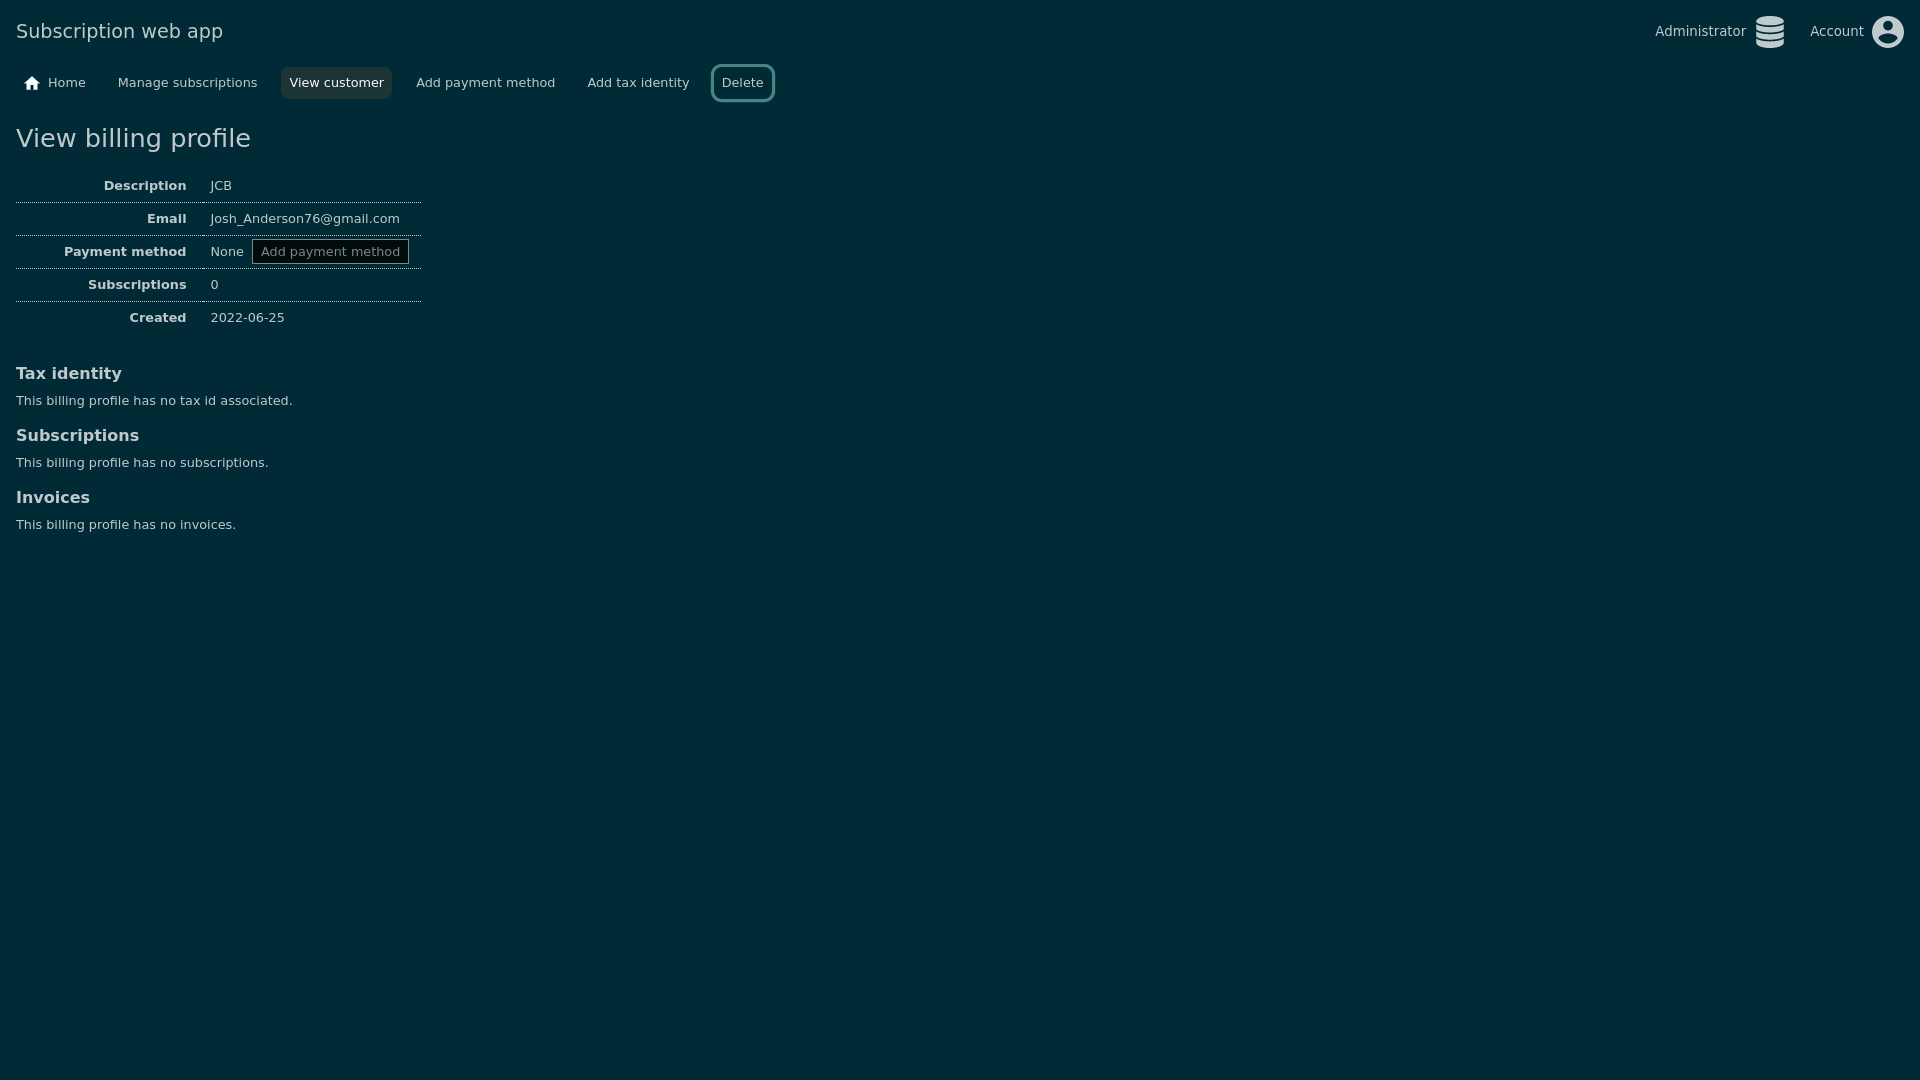 Subscription web app
Administrator
Account
Home
Manage subscriptions
View customer
Add payment method
Add tax identity
Delete
View billing profile
Description JCB
Email Josh_Anderson76@gmail.com
Payment method None Add payment method
Subscriptions 0
Created 2022-06-25
Tax identity
This billing profile has no tax id associated.
Subscriptions
This billing profile has no subscriptions.
Invoices
This billing profile has no invoices.